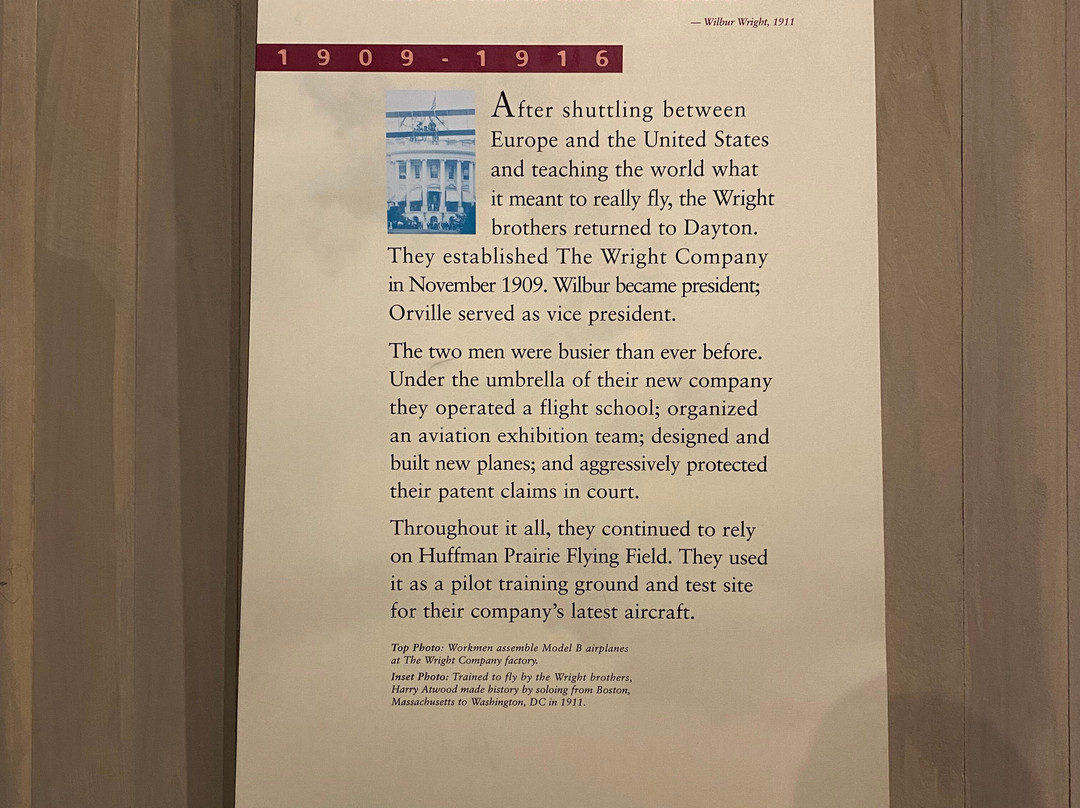 — Wilbur Wright, 1911
1909-1916
After shuttling between
Europe and the United States
and teaching the world what
it meant to really fly, the Wright
brothers returned to Dayton.
They established The Wright Company
in November 1909. Wilbur became president;
Orville served as vice president.
The two men were busier than ever before.
Under the umbrella of their new company
they operated a flight school; organized
an aviation exhibition team; designed and
built new planes; and aggressively protected
their patent claims in court.
Throughout it all, they continued to rely
on Huffman Prairie Flying Field. They used
it as a pilot training ground and test site
for their company's latest aircraft.
Top Photo: Workmen assemble Model B airplanes
at The Wright Company factory.
Inset Photo: Trained to fly by the Wright brothers,
Harry Atwood made history by soloing from Boston,
Massachusetts to Washington, DC in 1911.